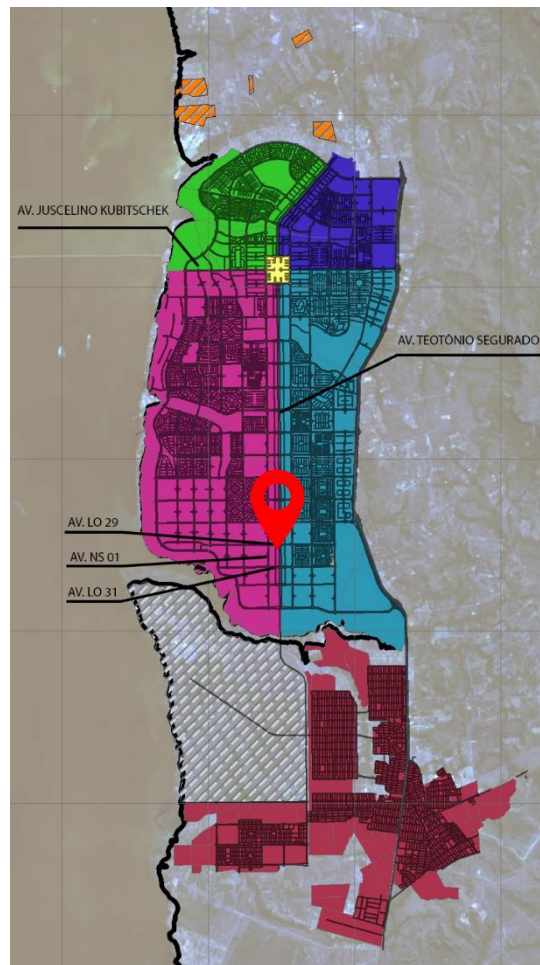 AV. JUSCELINO KUBITSCHEK
AV. TEOTÔNIO SEGURADO
AV. LO 29
AV. NS 01
AV. LO 31